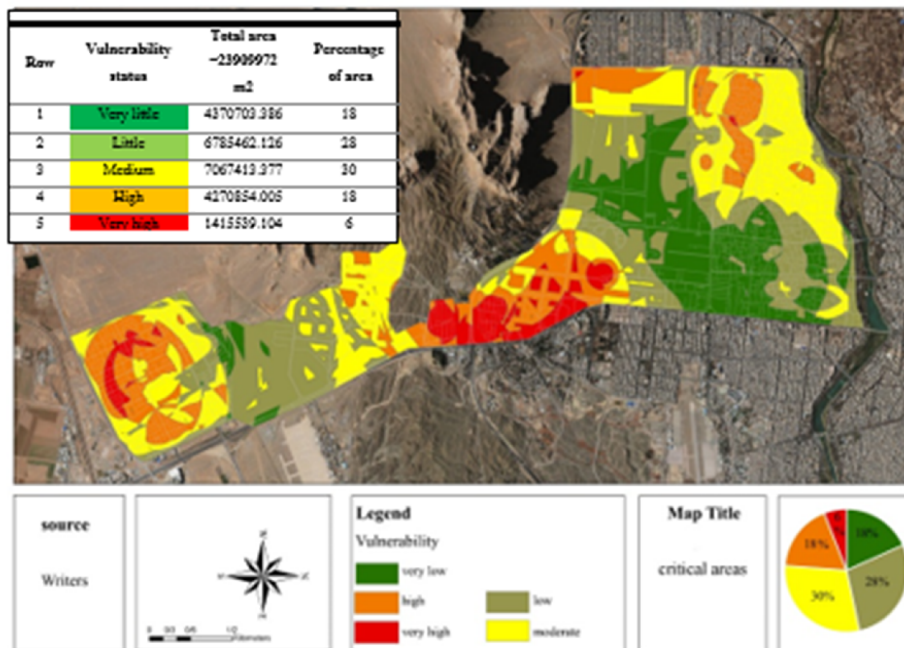 Row
Vulnerability status
Total area =23909972 m2
Percentage of area
1 Very little 4370703.386 18
2 Little 6785462.126 28
3 Medium 7067413.377 30
4 High 4270854.005 18
5 Very high 1415539.104 6
source
Writers
Legend
Vulnerability
very low
high
low
very high
moderate
Map Title
critical areas
18%
28%
30%
18%